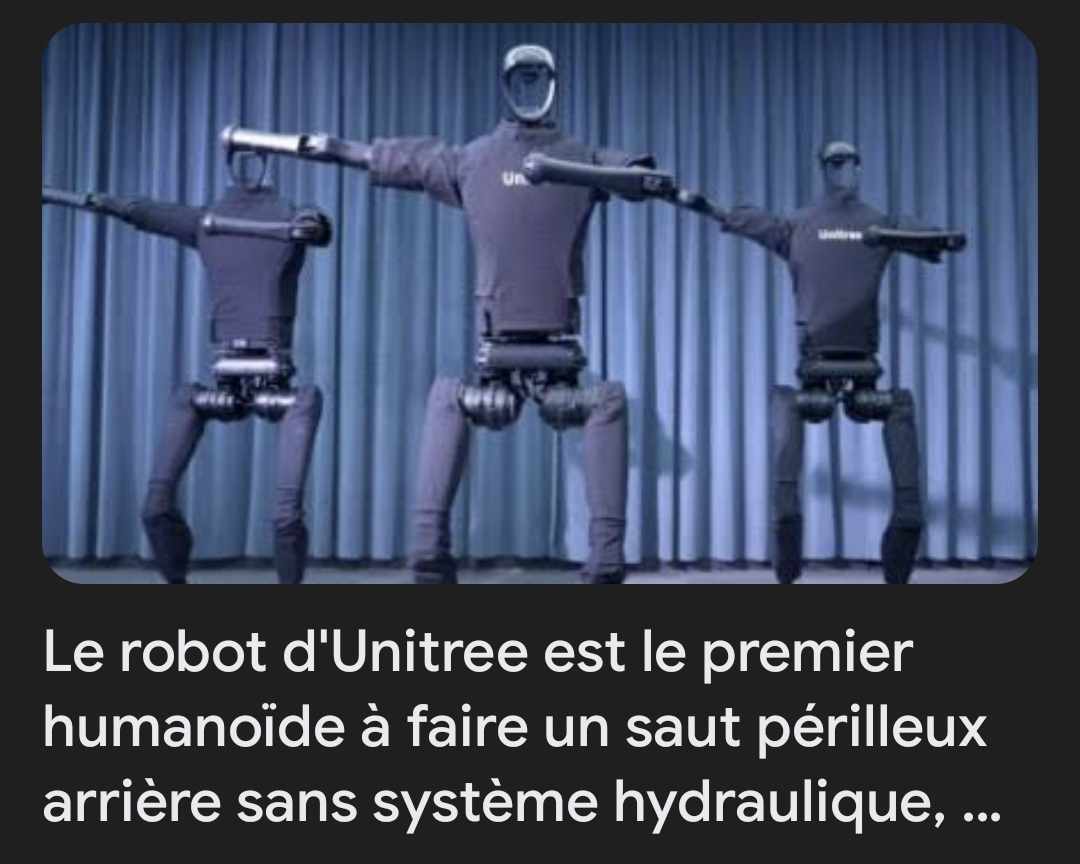 Uni
Unitree
Le robot d'Unitree est le premier
humanoïde à faire un saut périlleux
arrière sans système hydraulique, ...